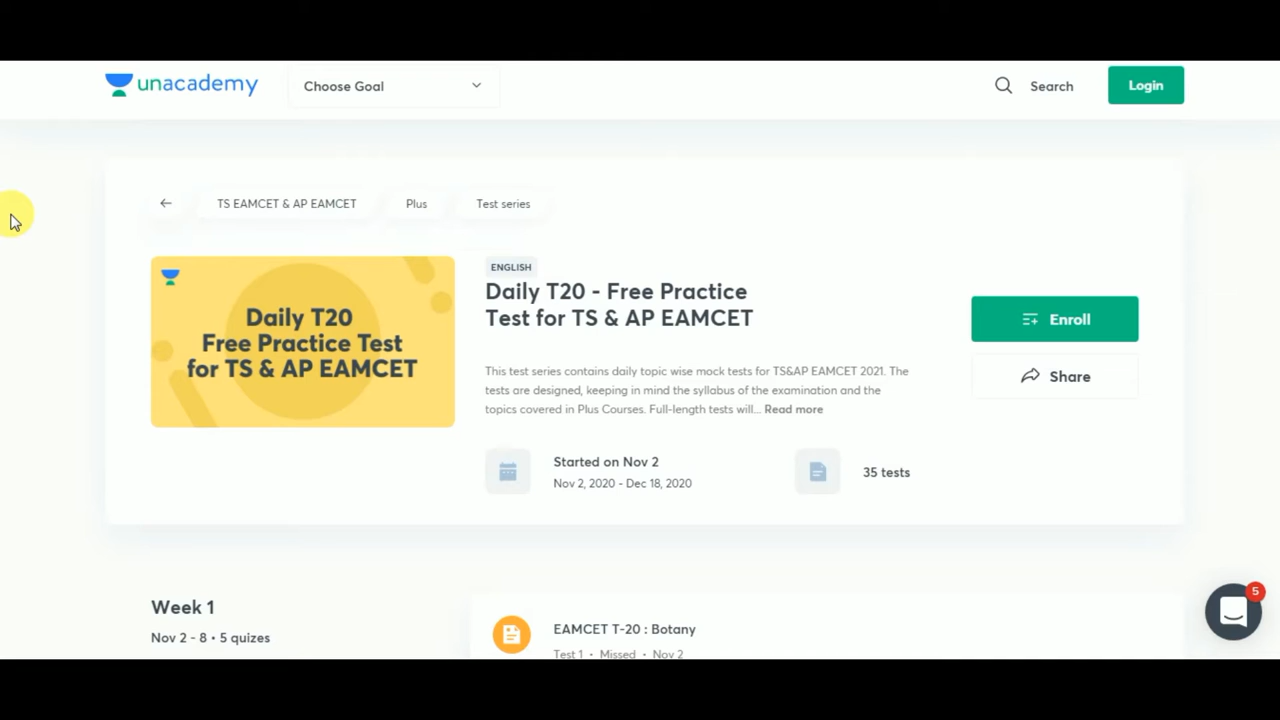 unacademy
Choose Goal
Search
Login
TS EAMCET & AP EAMCET
Plus
Test series
Daily T20
Free Practice Test
for TS & AP EAMCET
ENGLISH
Daily T20 - Free Practice
Test for TS & AP EAMCET
This test series contains daily topic wise mock tests for TS&AP EAMCET 2021. The
tests are designed, keeping in mind the syllabus of the examination and the
topics covered in Plus Courses. Full-length tests will... Read more
Enroll
Share
Started on Nov 2
Nov 2, 2020 - Dec 18, 2020
35 tests
Week 1
Nov 2 - 8 • 5 quizes
EAMCET T-20 : Botany
Test 1 • Missed • Nov 2
5